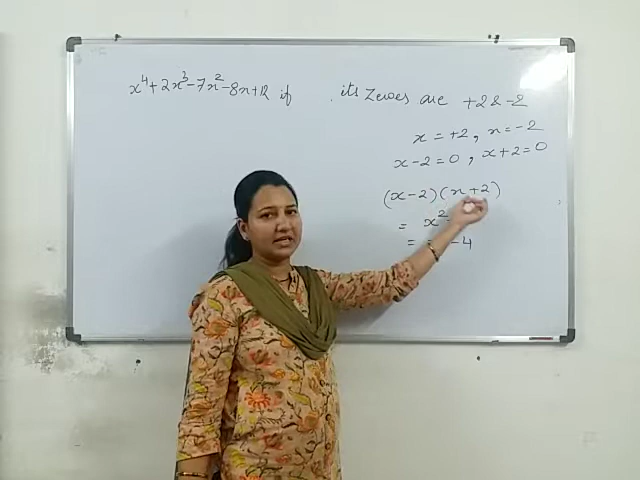 x⁴+2x³-7x²-8x+12 if its Zeroes are +2 & -2
x = +2, x = -2
x-2=0, x+2=0
(x-2)(x+2)
= x²-
= -4